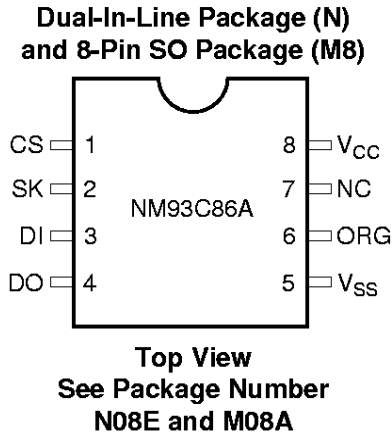 Dual-In-Line Package (N)
and 8-Pin SO Package (M8)
CS 1 8 VCC
SK 2 7 NC
NM93C86A
DI 3 6 ORG
DO 4 5 VSS
Top View
See Package Number
N08E and M08A